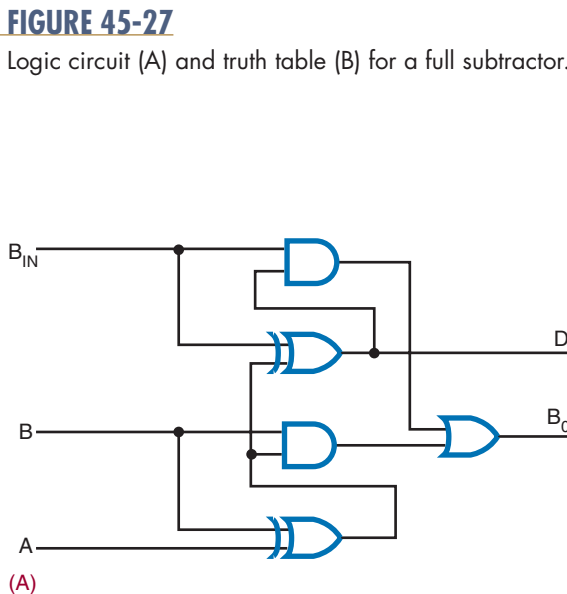 FIGURE 45-27
Logic circuit (A) and truth table (B) for a full subtractor.
BIN
D
B0
B
A
(A)